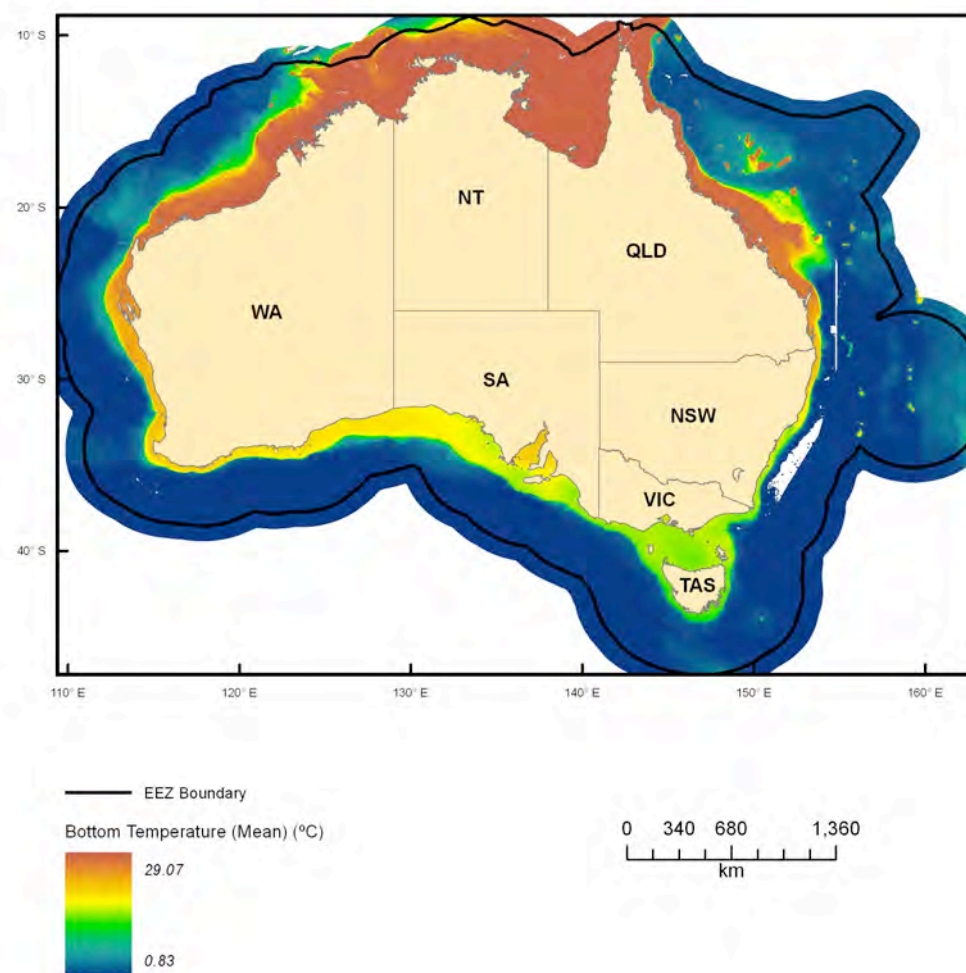 10° S
20° S
30° S
40° S
NT
QLD
WA
SA
NSW
VIC
TAS
110° E
120° E
130° E
140° E
150° E
160° E
EEZ Boundary
Bottom Temperature (Mean) (ºC)
29.07
0.83
0 340 680 1,360
km